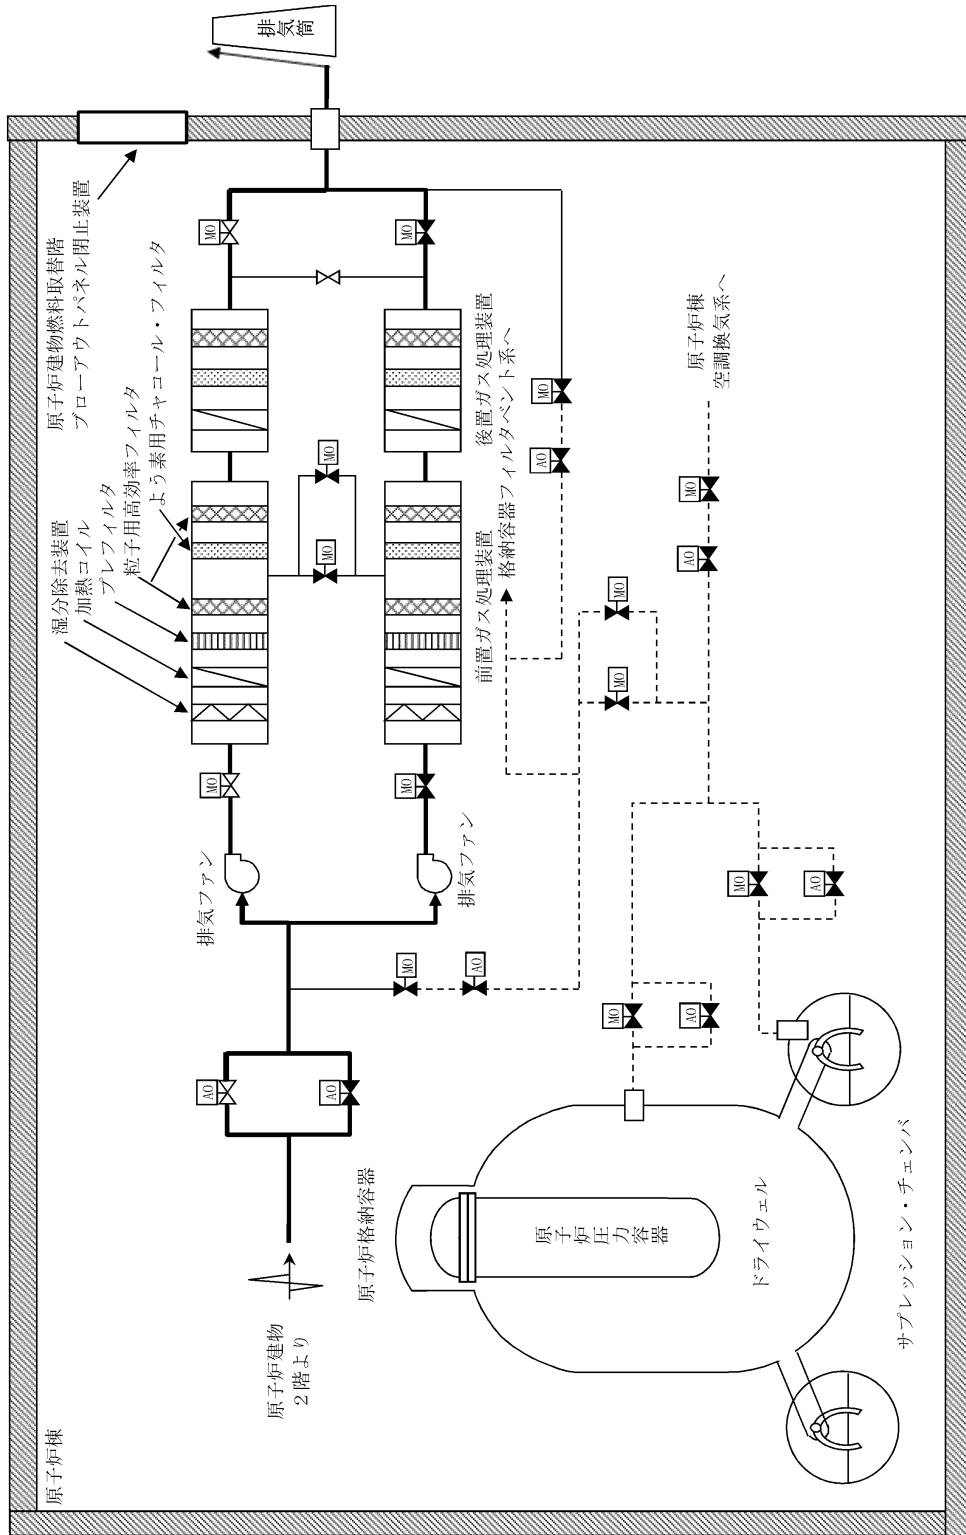 原子炉棟
原子炉建物燃料取替階
ブローアウトパネル閉止装置
排気筒
湿分除去装置
加熱コイル
プレフィルタ
粒子用高効率フィルタ
よう素用チャコール・フィルタ
MO
MO
MO
MO
MO
MO
前置ガス処理装置
後置ガス処理装置
格納容器フィルタベント系へ
排気ファン
排気ファン
MO
AO
原子炉棟
空調換気系へ
MO
AO
MO
MO
MO
AO
AO
AO
原子炉建物
2階より
MO
AO
MO
AO
原子炉格納容器
原子炉圧力容器
ドライウェル
サプレッション・チェンバ